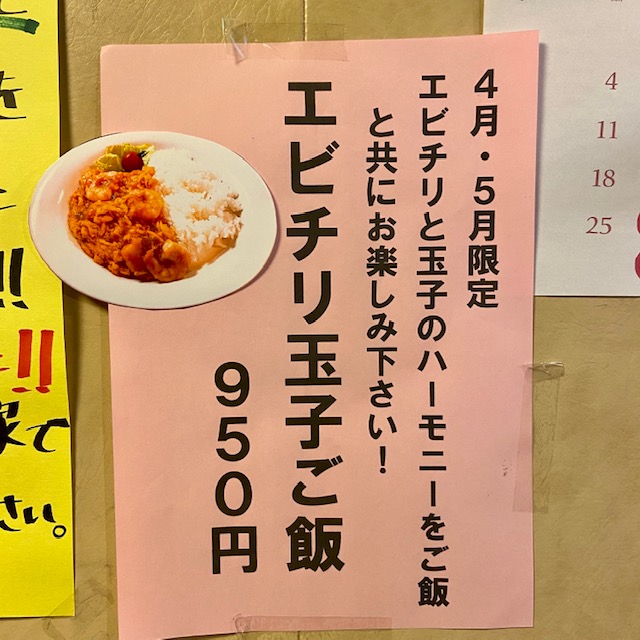 4月・5月限定
エビチリと玉子のハーモニーをご飯
と共にお楽しみ下さい！
エビチリ玉子ご飯
950円
4
11
18
25
!!
!!
さい。